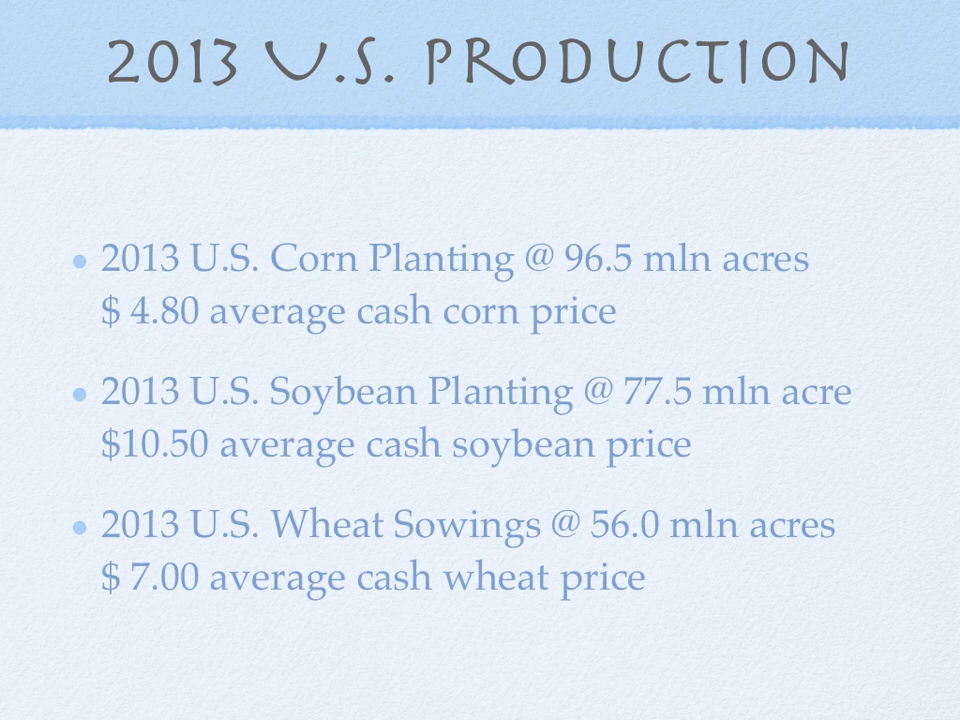 2013 U.S. Production
• 2013 U.S. Corn Planting @ 96.5 mln acres
$ 4.80 average cash corn price
• 2013 U.S. Soybean Planting @ 77.5 mln acre
$10.50 average cash soybean price
• 2013 U.S. Wheat Sowings @ 56.0 mln acres
$ 7.00 average cash wheat price